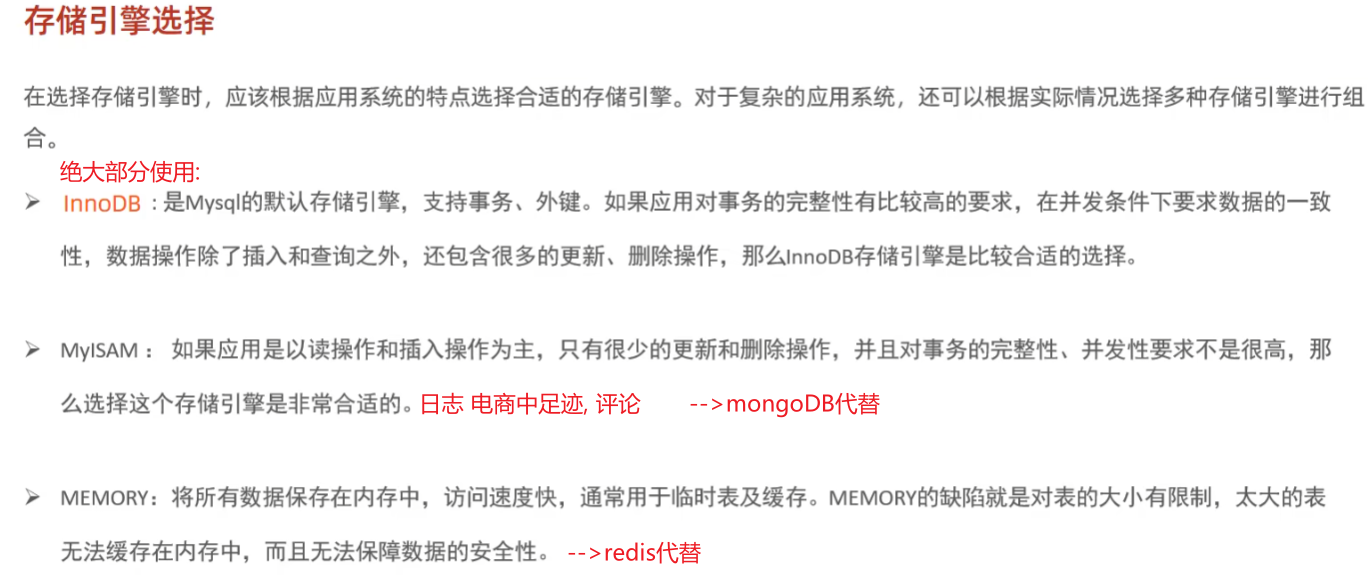 存储引擎选择
在选择存储引擎时，应该根据应用系统的特点选择合适的存储引擎。对于复杂的应用系统，还可以根据实际情况选择多种存储引擎进行组
合。
绝大部分使用:
➢ InnoDB : 是Mysql的默认存储引擎，支持事务、外键。如果应用对事务的完整性有比较高的要求，在并发条件下要求数据的一致
性，数据操作除了插入和查询之外，还包含很多的更新、删除操作，那么InnoDB存储引擎是比较合适的选择。
➢ MyISAM ： 如果应用是以读操作和插入操作为主，只有很少的更新和删除操作，并且对事务的完整性、并发性要求不是很高，那
么选择这个存储引擎是非常合适的。日志 电商中足迹, 评论 -->mongoDB代替
➢ MEMORY：将所有数据保存在内存中，访问速度快，通常用于临时表及缓存。MEMORY的缺陷就是对表的大小有限制，太大的表
无法缓存在内存中，而且无法保障数据的安全性。 -->redis代替